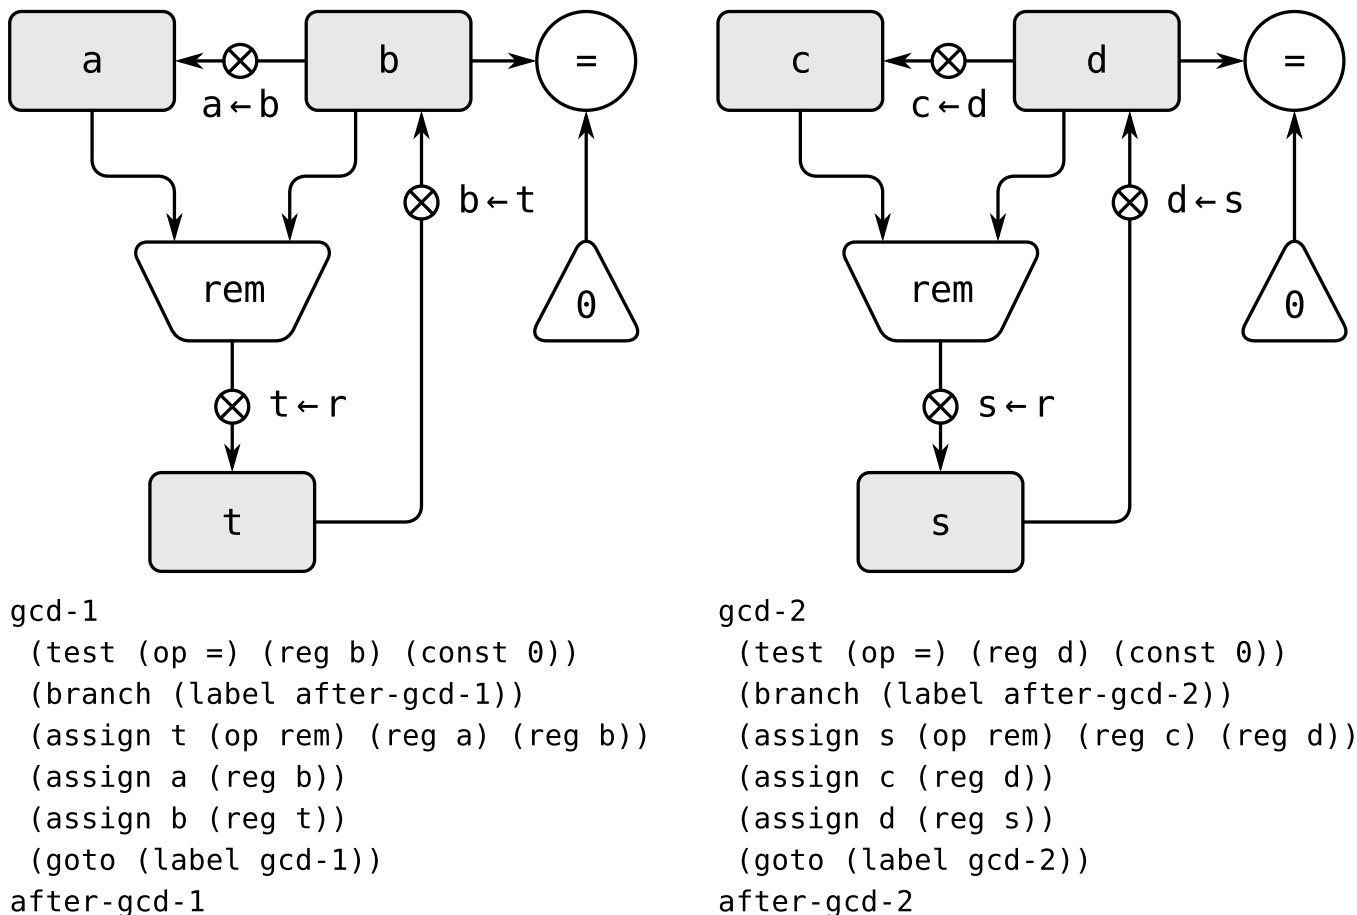 a
b
=
a←b
b←t
rem
0
t←r
t
c
d
=
c←d
d←s
rem
0
s←r
s
gcd-1
(test (op =) (reg b) (const 0))
(branch (label after-gcd-1))
(assign t (op rem) (reg a) (reg b))
(assign a (reg b))
(assign b (reg t))
(goto (label gcd-1))
after-gcd-1
gcd-2
(test (op =) (reg d) (const 0))
(branch (label after-gcd-2))
(assign s (op rem) (reg c) (reg d))
(assign c (reg d))
(assign d (reg s))
(goto (label gcd-2))
after-gcd-2